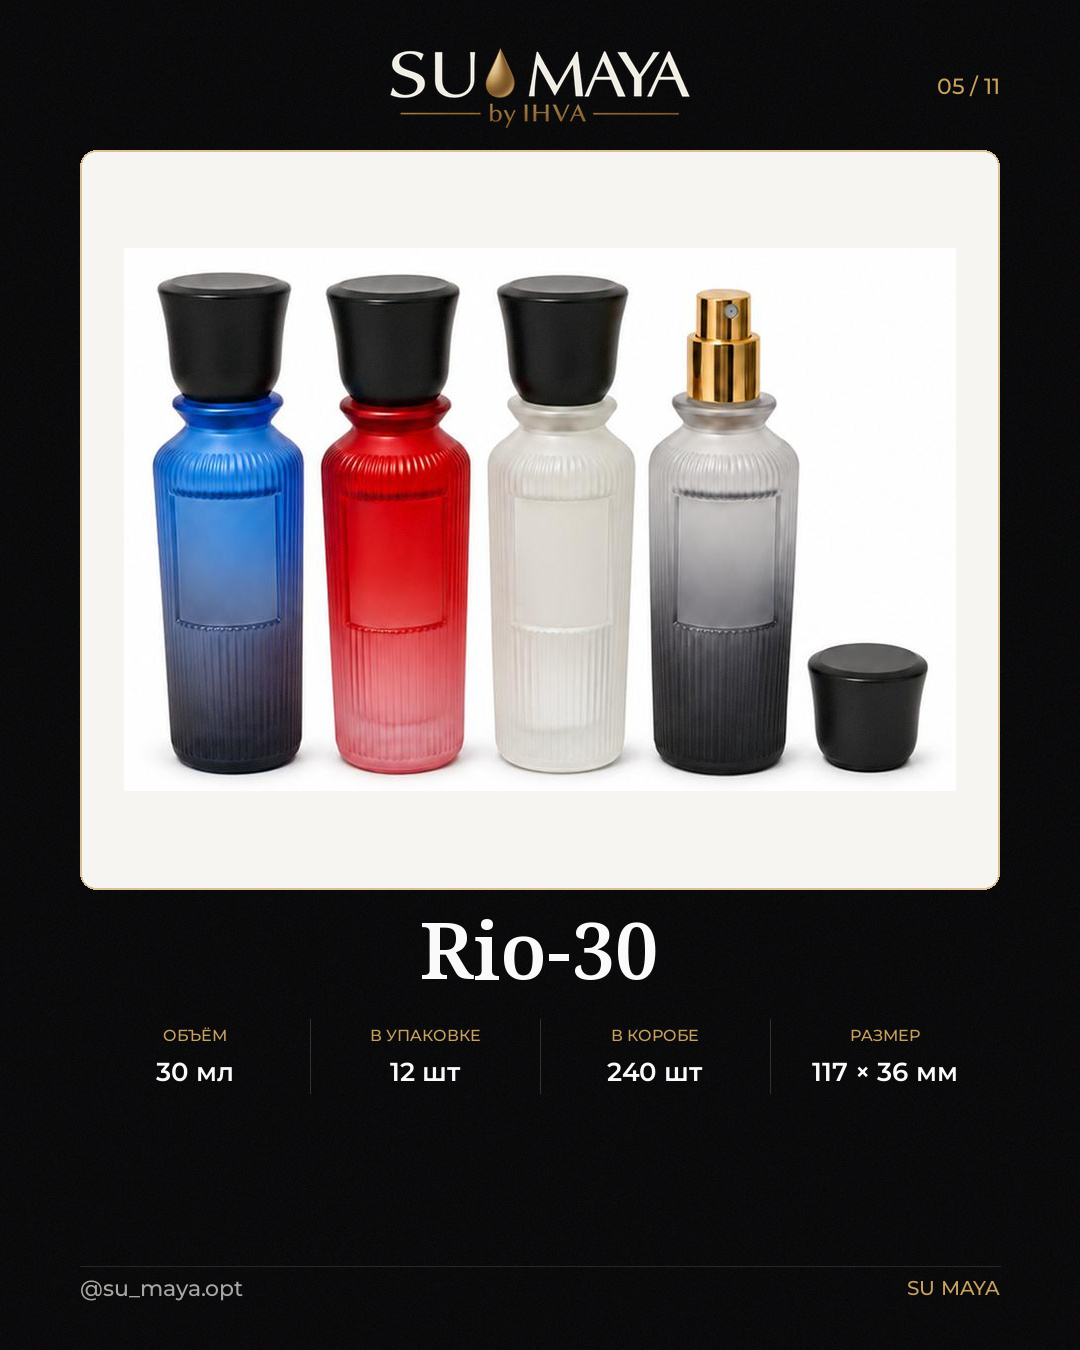 SU MAYA
by IHVA
05 / 11
Rio-30
ОБЪЁМ
30 мл
В УПАКОВКЕ
12 шт
В КОРОБЕ
240 шт
РАЗМЕР
117 × 36 мм
@su_maya.opt
SU MAYA